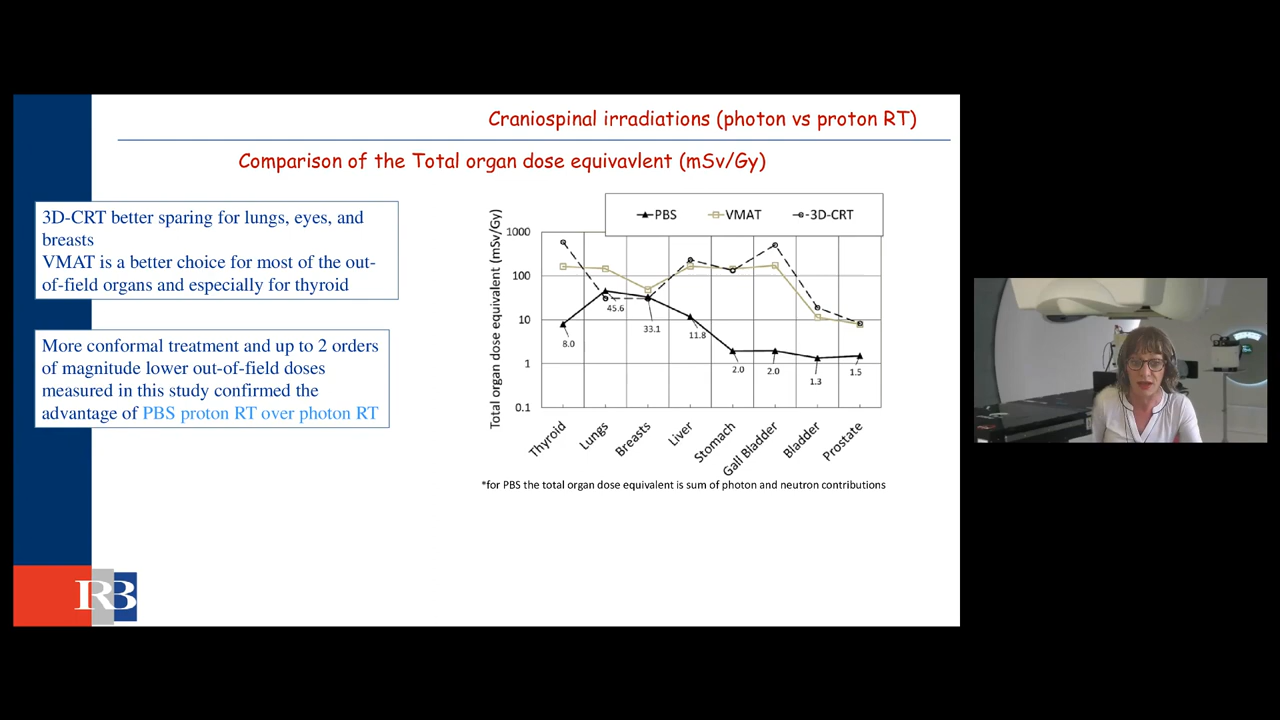 Craniospinal irradiations (photon vs proton RT)
Comparison of the Total organ dose equivavlent (mSv/Gy)
3D-CRT better sparing for lungs, eyes, and
breasts
VMAT is a better choice for most of the out-
of-field organs and especially for thyroid
More conformal treatment and up to 2 orders
of magnitude lower out-of-field doses
measured in this study confirmed the
advantage of PBS proton RT over photon RT
PBS VMAT 3D-CRT
Total organ dose equivalent (mSv/Gy)
1000
100
10
1
0.1
8.0
45.6
33.1
11.8
2.0
2.0
1.3
1.5
Thyroid
Lungs
Breasts
Liver
Stomach
Gall Bladder
Bladder
Prostate
*for PBS the total organ dose equivalent is sum of photon and neutron contributions
IRB